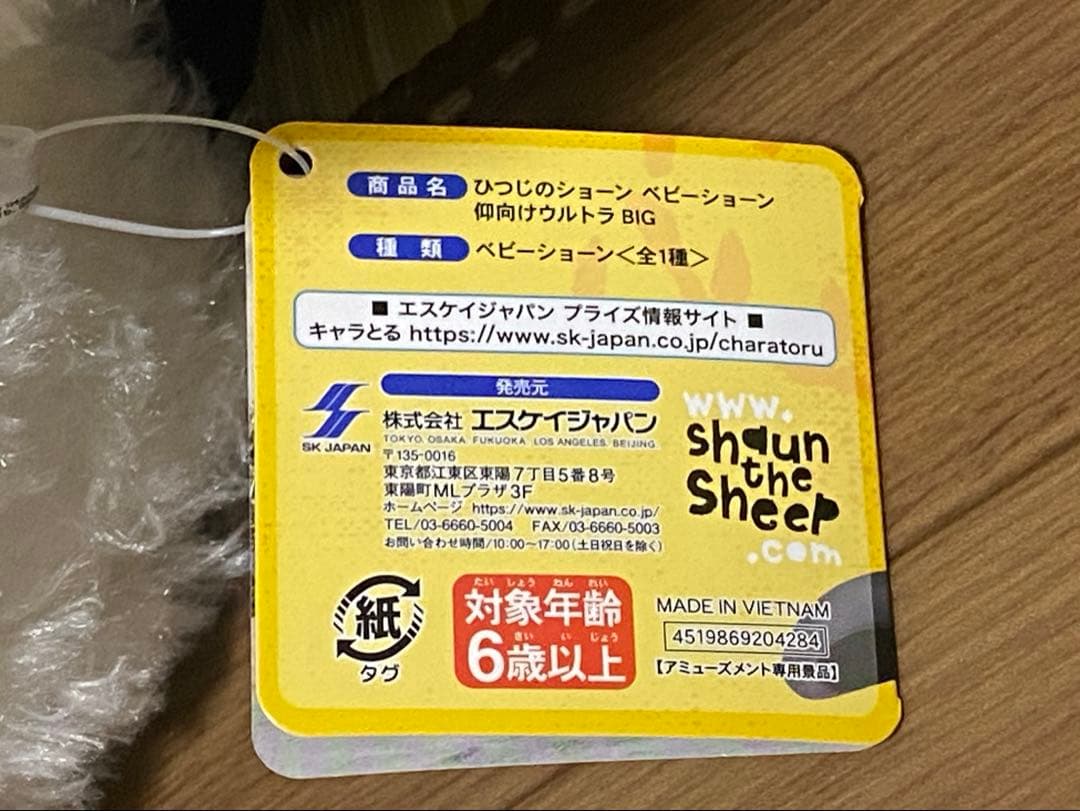 商品名 ひつじのショーン ベビーショーン
仰向けウルトラBIG
種類 ベビーショーン<全1種>
■ エスケイジャパン プライズ情報サイト ■
キャラとる https://www.sk-japan.co.jp/charatoru
発売元
SK JAPAN
株式会社 エスケイジャパン
TOKYO. OSAKA. FUKUOKA. LOS ANGELES. BEIJING.
〒135-0016
東京都江東区東陽7丁目5番8号
東陽町MLプラザ3F
ホームページ https://www.sk-japan.co.jp/
TEL/03-6660-5004 FAX/03-6660-5003
お問い合わせ時間/10:00~17:00(土日祝日を除く)
www.
shaun
the
Sheep
.com
紙
タグ
たい しょう ねん れい
対象年齢
さい い じょう
6歳以上
MADE IN VIETNAM
4519869204284
【アミューズメント専用景品】